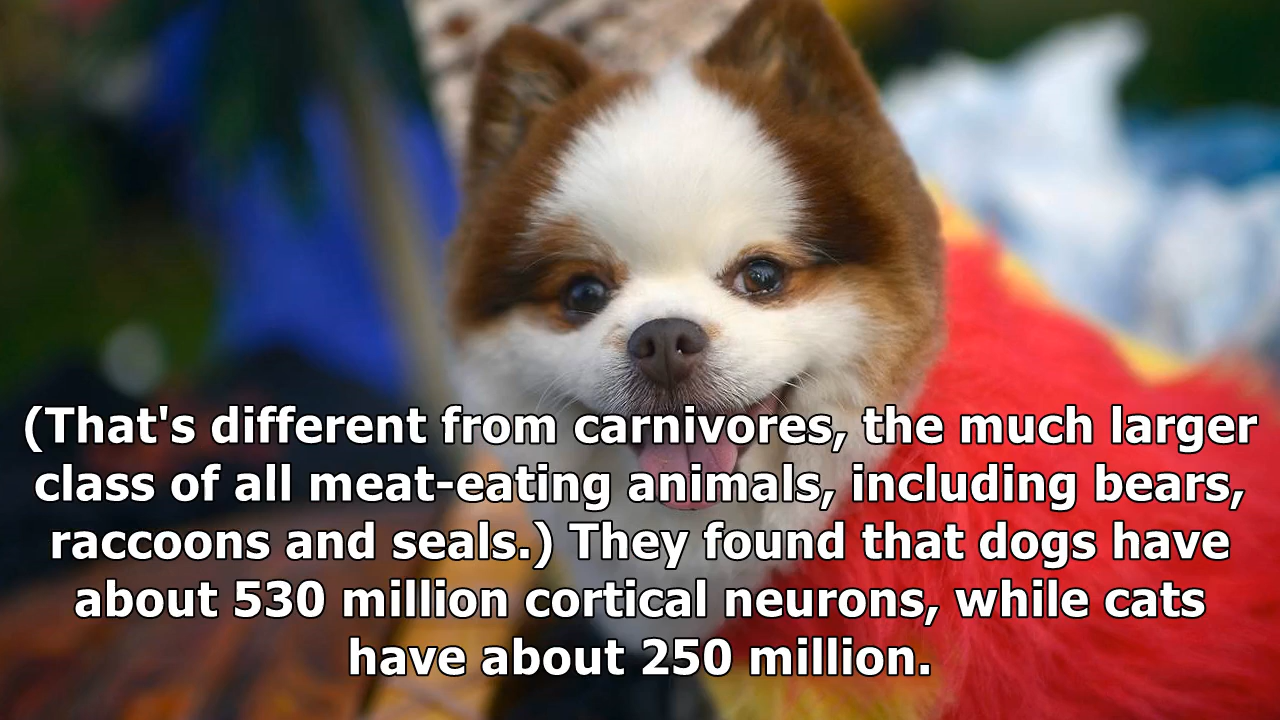 (That's different from carnivores, the much larger
class of all meat-eating animals, including bears,
raccoons and seals.) They found that dogs have
about 530 million cortical neurons, while cats
have about 250 million.